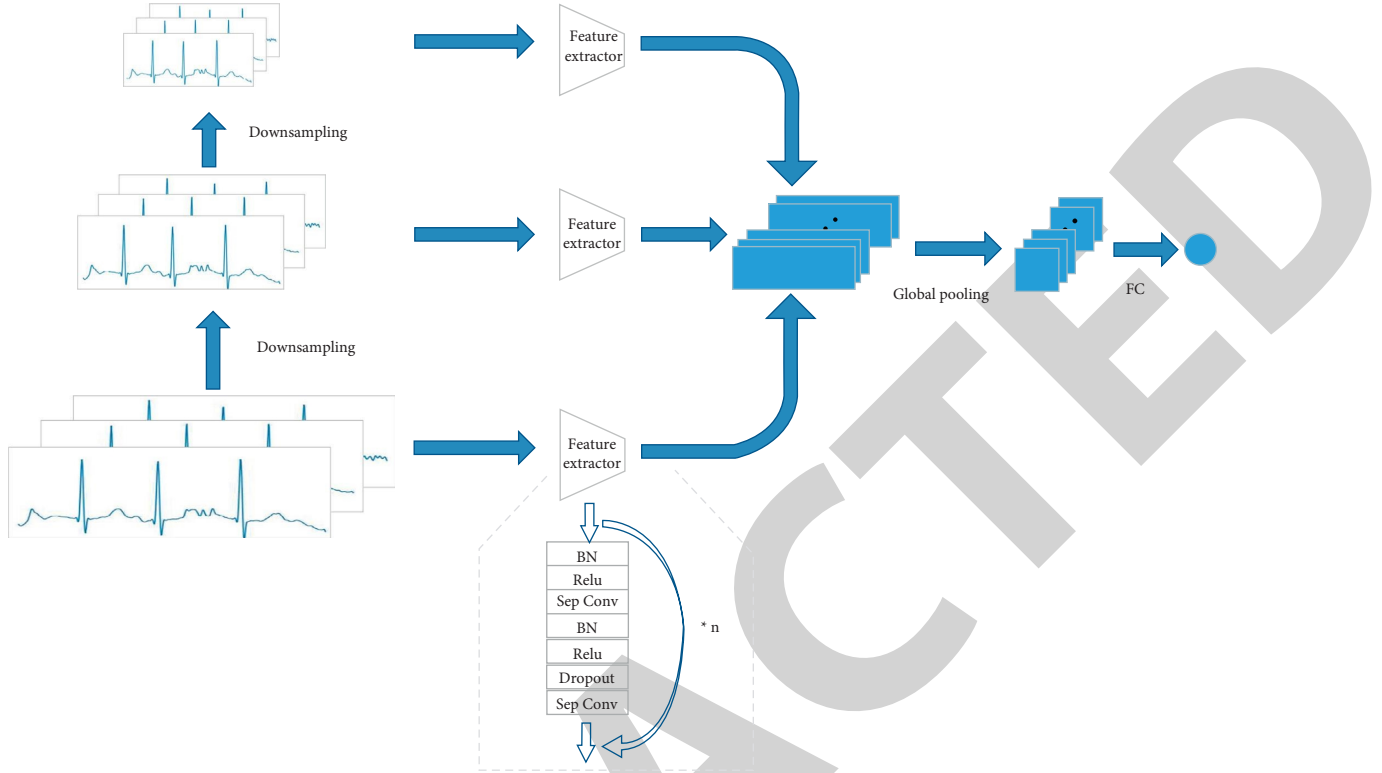 Feature
extractor
Downsampling
Feature
extractor
Global pooling
FC
Downsampling
Feature
extractor
BN
Relu
Sep Conv
BN
Relu
Dropout
Sep Conv
* n
ACTED